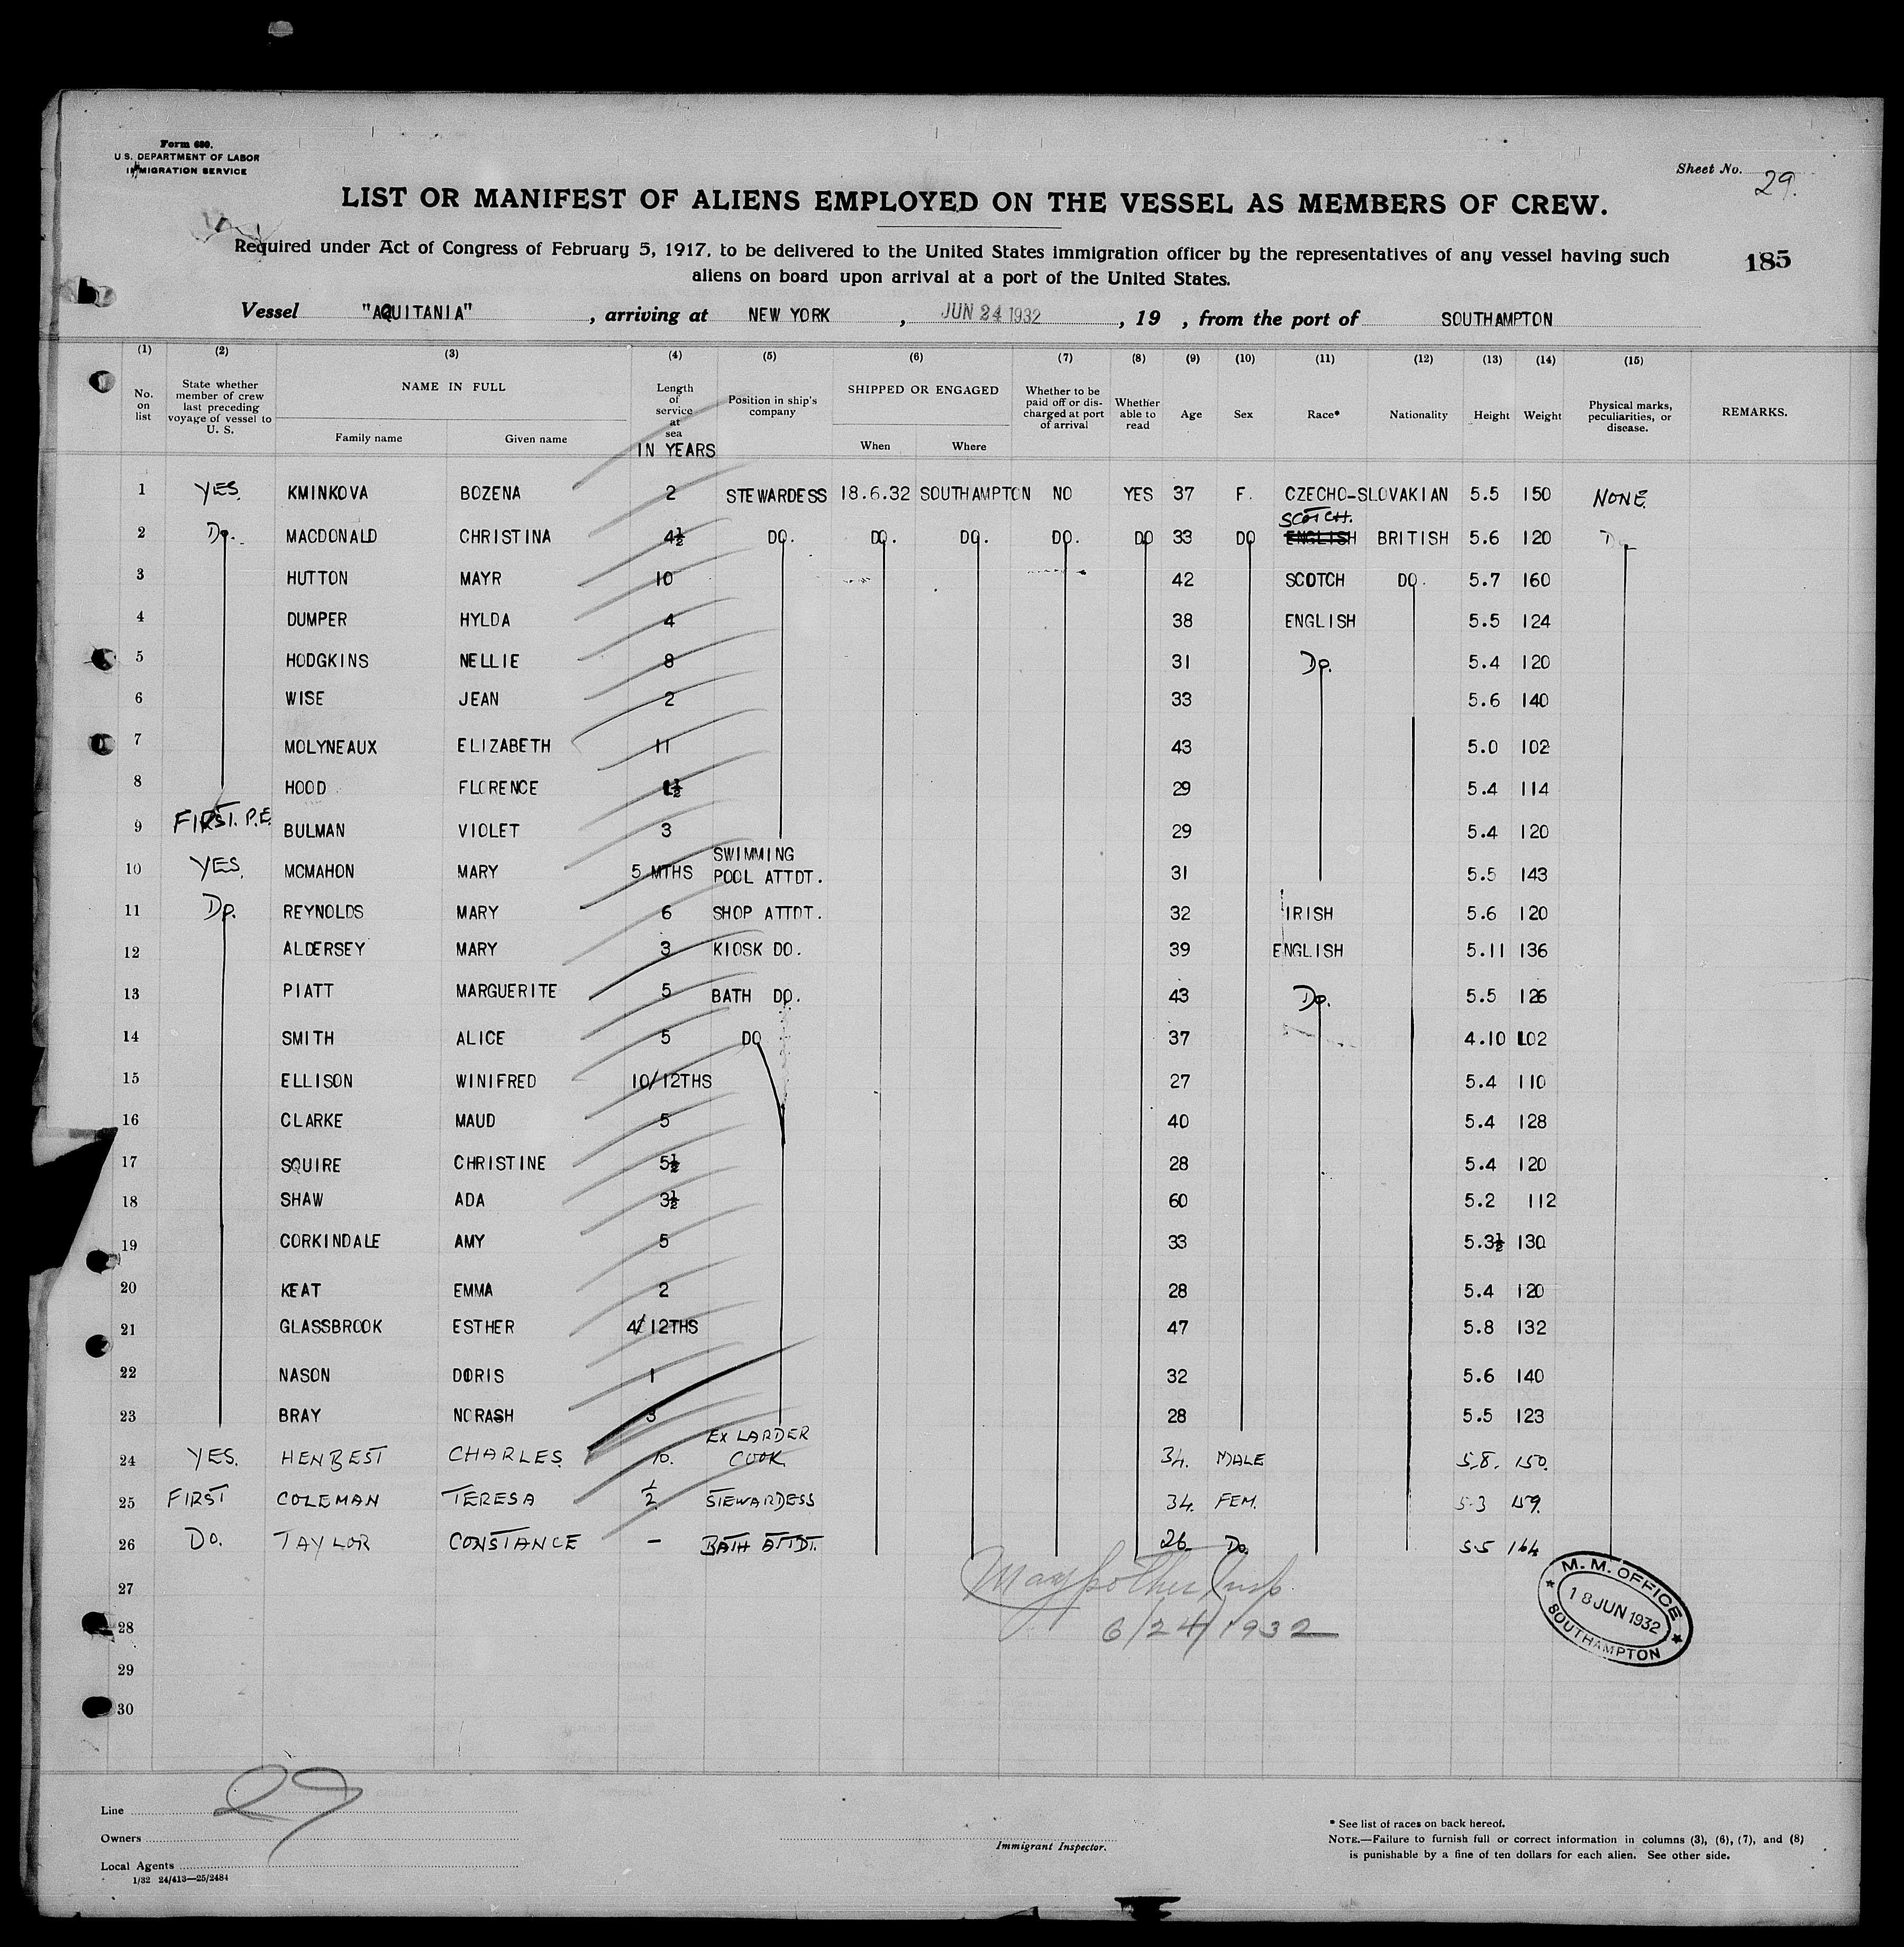 Form 680.
U.S. DEPARTMENT OF LABOR
IMMIGRATION SERVICE
Sheet No. 29.
LIST OR MANIFEST OF ALIENS EMPLOYED ON THE VESSEL AS MEMBERS OF CREW.
Required under Act of Congress of February 5, 1917, to be delivered to the United States immigration officer by the representatives of any vessel having such
aliens on board upon arrival at a port of the United States.
185
Vessel "AQUITANIA", arriving at NEW YORK, JUN 24 1932, 19 , from the port of SOUTHAMPTON
(1) (2) (3) (4) (5) (6) (7) (8) (9) (10) (11) (12) (13) (14) (15)
No. on list
State whether member of crew last preceding voyage of vessel to U. S.
NAME IN FULL
Family name Given name
Length of service at sea
IN YEARS
Position in ship's company
SHIPPED OR ENGAGED
When Where
Whether to be paid off or discharged at port of arrival
Whether able to read
Age Sex Race* Nationality Height Weight
Physical marks, peculiarities, or disease.
REMARKS.
1 YES. KMINKOVA BOZENA 2 STEWARDESS 18.6.32 SOUTHAMPTON NO YES 37 F. CZECHO-SLOVAKIAN 5.5 150 NONE.
2 Do. MACDONALD CHRISTINA 4½ DO. DO. DO. DO. DO 33 DO ENGLISH SCOTCH. BRITISH 5.6 120 Do
3 HUTTON MAYR 10 42 SCOTCH DO. 5.7 160
4 DUMPER HYLDA 4 38 ENGLISH 5.5 124
5 HODGKINS NELLIE 8 31 Do. 5.4 120
6 WISE JEAN 2 33 5.6 140
7 MOLYNEAUX ELIZABETH 11 43 5.0 102
8 HOOD FLORENCE 1½ 29 5.4 114
9 FIRST. P.E. BULMAN VIOLET 3 29 5.4 120
10 YES. MCMAHON MARY 5 MTHS SWIMMING POOL ATTDT. 31 5.5 143
11 Do. REYNOLDS MARY 6 SHOP ATTDT. 32 IRISH 5.6 120
12 ALDERSEY MARY 3 KIOSK DO. 39 ENGLISH 5.11 136
13 PIATT MARGUERITE 5 BATH DO. 43 Do. 5.5 126
14 SMITH ALICE 5 DO 37 4.10 102
15 ELLISON WINIFRED 10/12THS 27 5.4 110
16 CLARKE MAUD 5 40 5.4 128
17 SQUIRE CHRISTINE 5½ 28 5.4 120
18 SHAW ADA 3½ 60 5.2 112
19 CORKINDALE AMY 5 33 5.3½ 130
20 KEAT EMMA 2 28 5.4 120
21 GLASSBROOK ESTHER 4/12THS 47 5.8 132
22 NASON DORIS 1 32 5.6 140
23 BRAY NORASH 3 28 5.5 123
24 YES. HENBEST CHARLES 10. EX LARDER COOK 34. MALE 5.8. 150.
25 FIRST COLEMAN TERESA ½ STEWARDESS 34. FEM. 5.3 159.
26 Do. TAYLOR CONSTANCE – BATH ATTDT. 26 Do. 5.5 164
27
28
29
30
6/24/1932
M. M. OFFICE
18 JUN 1932
SOUTHAMPTON
29
Line
Owners
Local Agents
1/32 24/413—25/2484
Immigrant Inspector.
* See list of races on back hereof.
NOTE.—Failure to furnish full or correct information in columns (3), (6), (7), and (8)
is punishable by a fine of ten dollars for each alien. See other side.